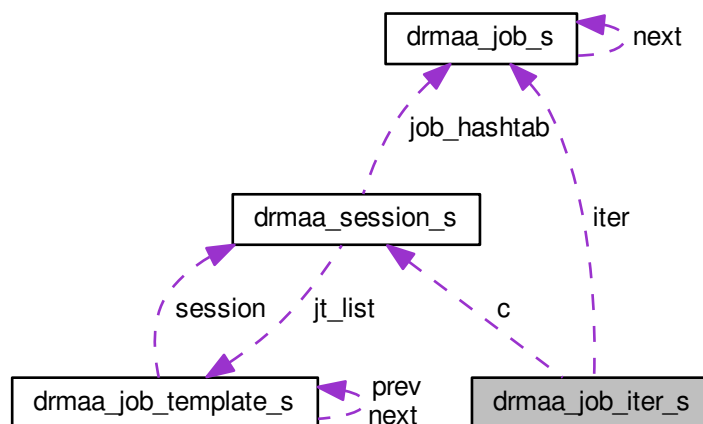 drmaa_job_s
next
job_hashtab
drmaa_session_s
iter
session
jt_list
c
drmaa_job_template_s
prev
next
drmaa_job_iter_s